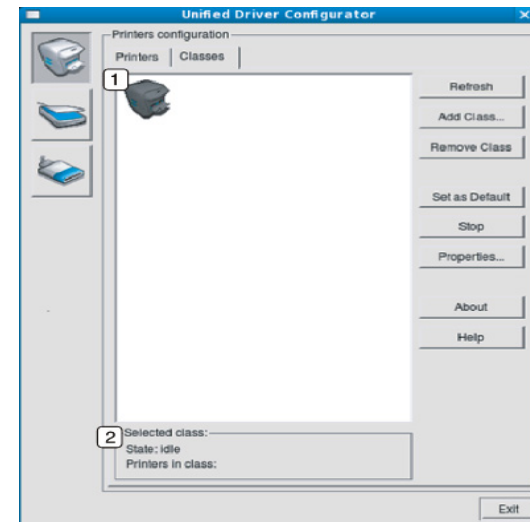 Unified Driver Configurator
Printers configuration
Printers Classes
1
Refresh
Add Class...
Remove Class
Set as Default
Stop
Properties...
About
Help
2
Selected class:
State: idle
Printers in class:
Exit